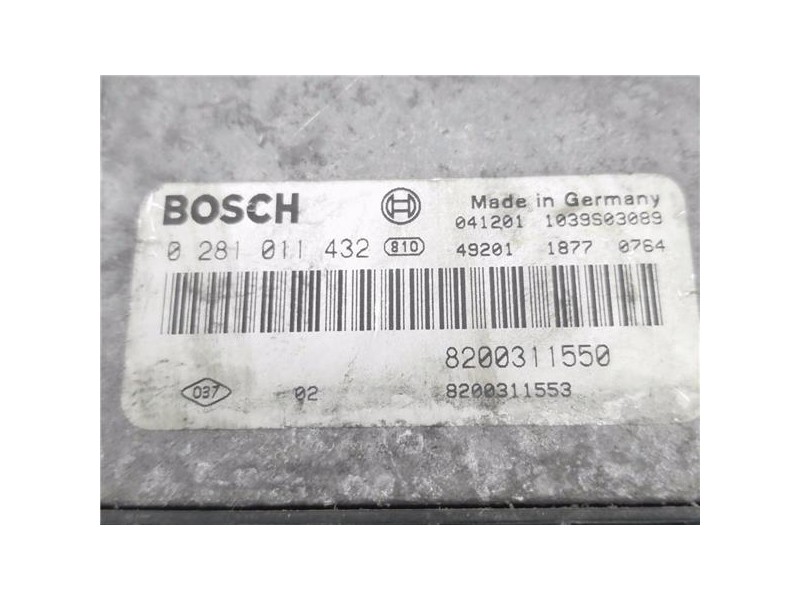 BOSCH
Made in Germany
041201 1039S03089
0 281 011 432 810
49201 1877 0764
8200311550
037 02
8200311553